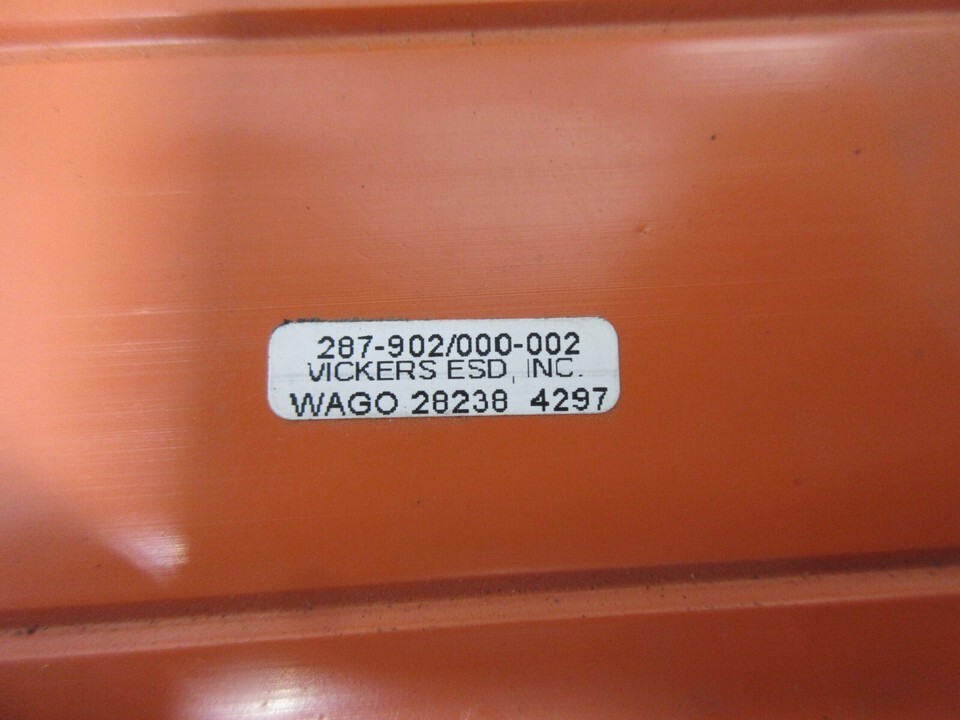 287-902/000-002
VICKERS ESD, INC.
WAGO 28238 4297